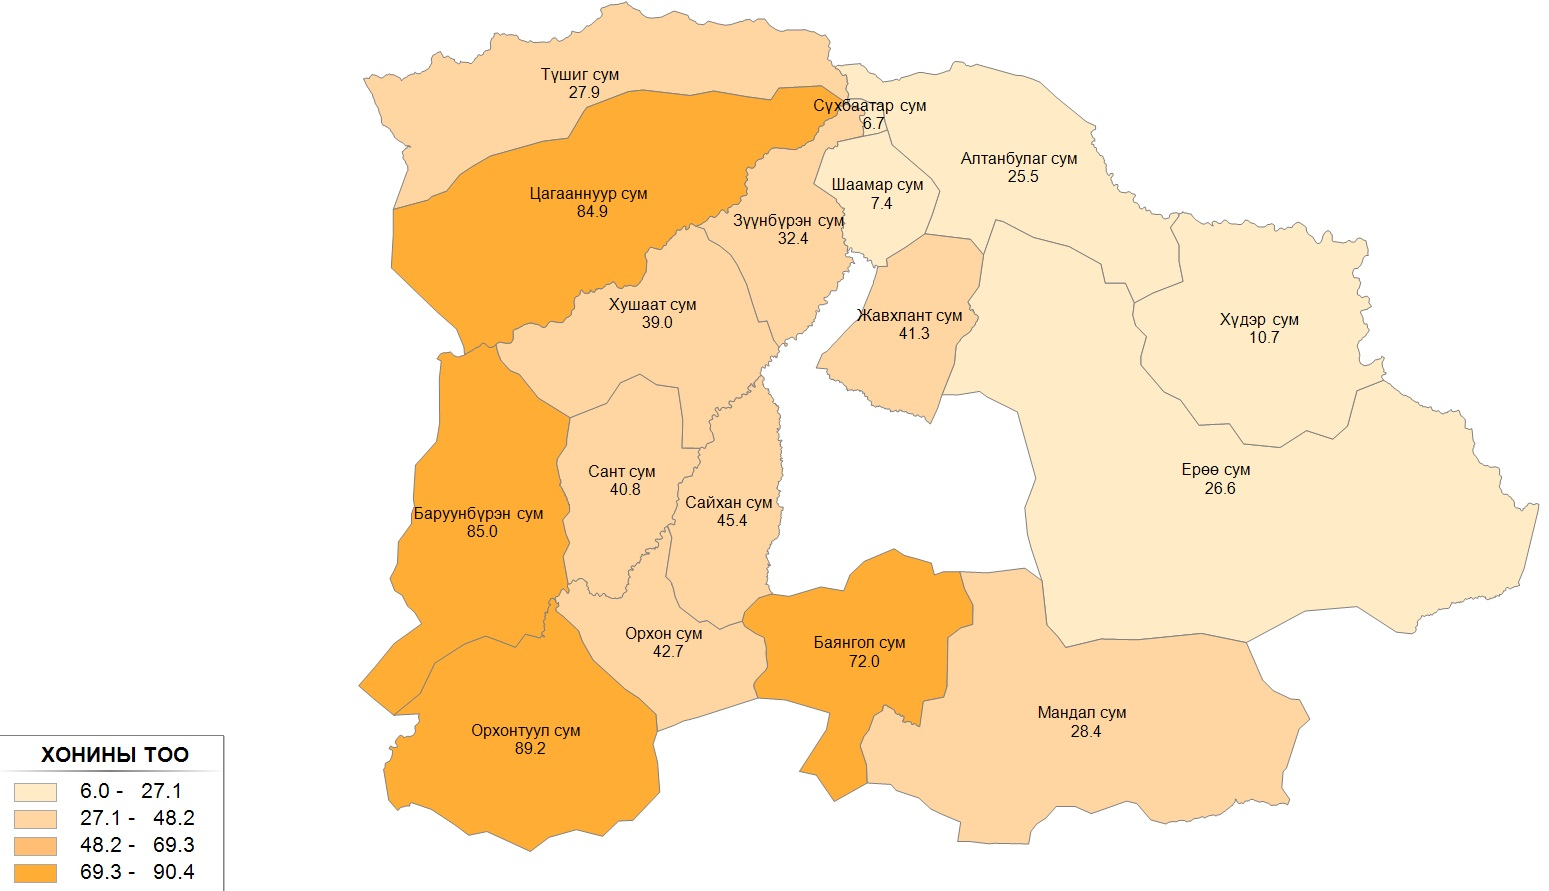 Түшиг сум
27.9
Сүхбаатар сум
6.7
Алтанбулаг сум
25.5
Цагааннуур сум
84.9
Шаамар сум
7.4
Зүүнбүрэн сум
32.4
Хушаат сум
39.0
Жавхлант сум
41.3
Хүдэр сум
10.7
Сант сум
40.8
Ерөө сум
26.6
Сайхан сум
45.4
Баруунбүрэн сум
85.0
Орхон сум
42.7
Баянгол сум
72.0
Мандал сум
28.4
Орхонтуул сум
89.2
ХОНИНЫ ТОО
6.0 - 27.1
27.1 - 48.2
48.2 - 69.3
69.3 - 90.4